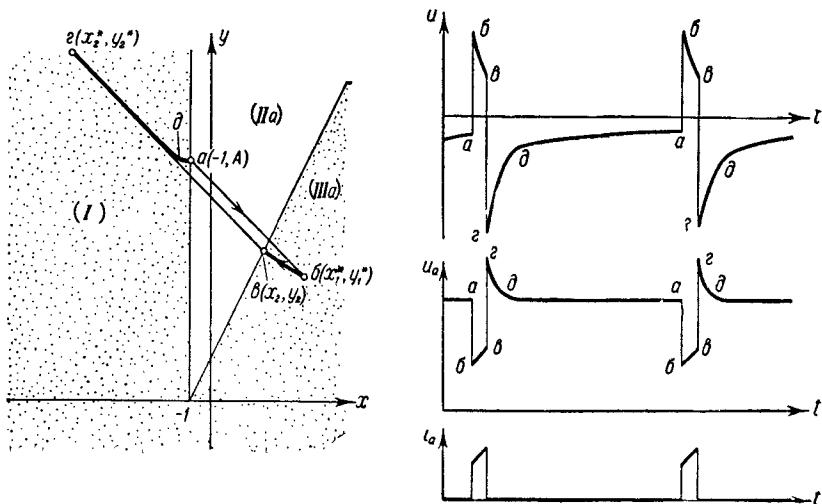 г(x₂*, y₂*)
y
д
(IIa)
a(-1, A)
(IIIa)
(I)
б(x₁*, y₁*)
в(x₂, y₂)
-1
x
u
б
б
в
в
t
a
a
д
д
г
г
uₐ
г
г
a
д
a
д
б
в
б
в
t
iₐ
t